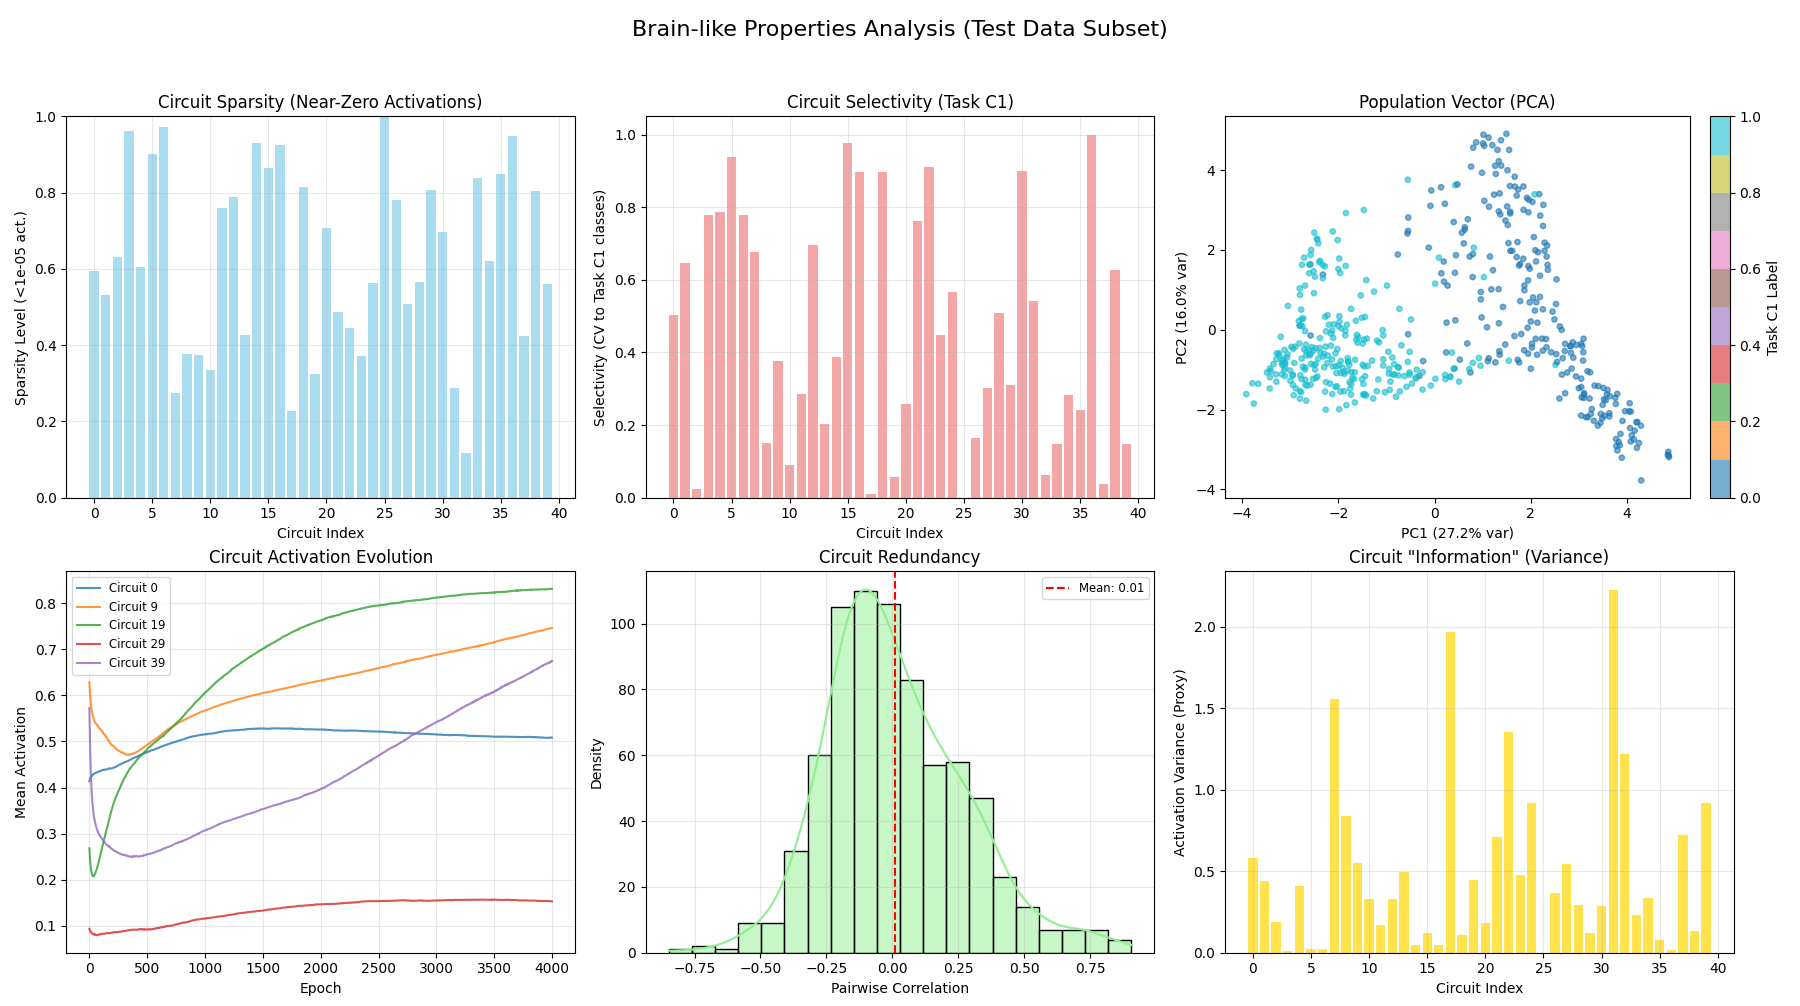 Brain-like Properties Analysis (Test Data Subset)
Circuit Sparsity (Near-Zero Activations)
Sparsity Level (<1e-05 act.)
1.0
0.8
0.6
0.4
0.2
0.0
0 5 10 15 20 25 30 35 40
Circuit Index
Circuit Selectivity (Task C1)
Selectivity (CV to Task C1 classes)
1.0
0.8
0.6
0.4
0.2
0.0
0 5 10 15 20 25 30 35 40
Circuit Index
Population Vector (PCA)
PC2 (16.0% var)
4
2
0
−2
−4
−4 −2 0 2 4
PC1 (27.2% var)
1.0
0.8
0.6
0.4
0.2
0.0
Task C1 Label
Circuit Activation Evolution
Circuit 0
Circuit 9
Circuit 19
Circuit 29
Circuit 39
Mean Activation
0.8
0.7
0.6
0.5
0.4
0.3
0.2
0.1
0 500 1000 1500 2000 2500 3000 3500 4000
Epoch
Circuit Redundancy
Mean: 0.01
Density
100
80
60
40
20
0
−0.75 −0.50 −0.25 0.00 0.25 0.50 0.75
Pairwise Correlation
Circuit "Information" (Variance)
Activation Variance (Proxy)
2.0
1.5
1.0
0.5
0.0
0 5 10 15 20 25 30 35 40
Circuit Index